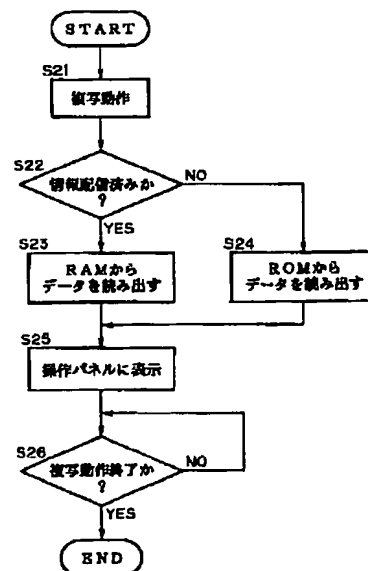 START
S21
複写動作
S22
情報配信済みか
?
NO
YES
S23
RAMから
データを読み出す
S24
ROMから
データを読み出す
S25
操作パネルに表示
S26
複写動作終了か
?
NO
YES
END